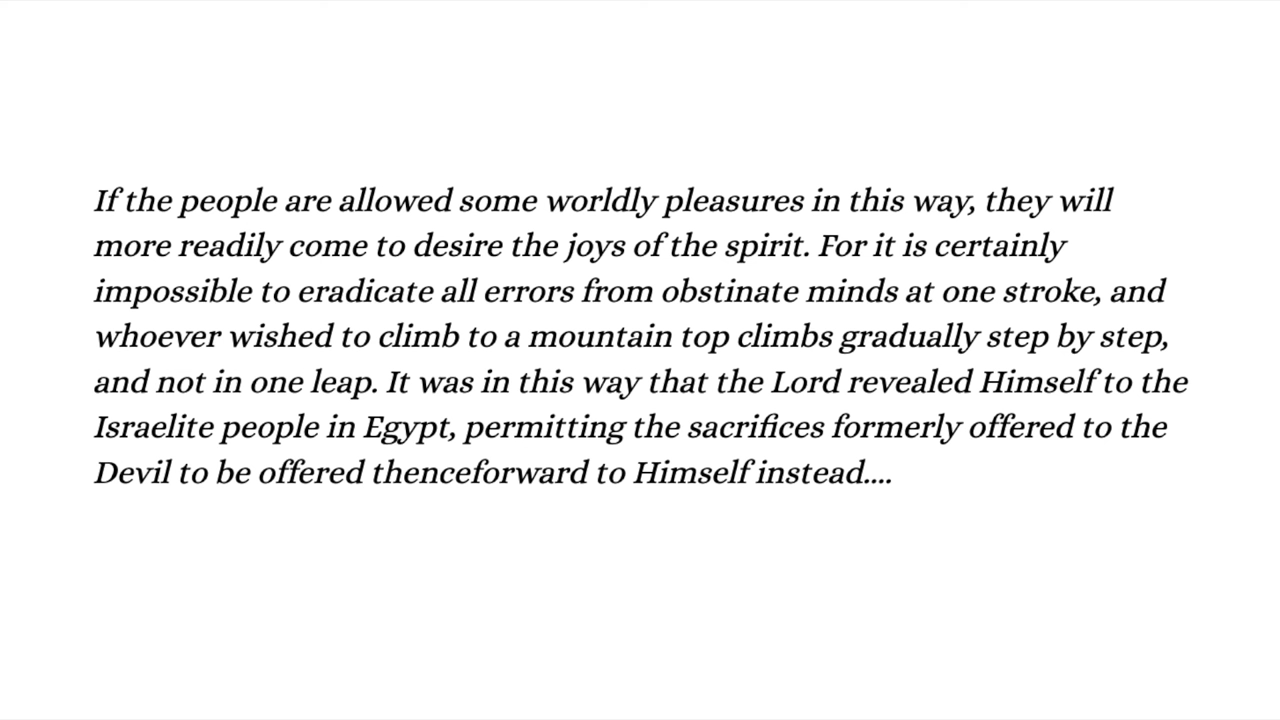 If the people are allowed some worldly pleasures in this way, they will
more readily come to desire the joys of the spirit. For it is certainly
impossible to eradicate all errors from obstinate minds at one stroke, and
whoever wished to climb to a mountain top climbs gradually step by step,
and not in one leap. It was in this way that the Lord revealed Himself to the
Israelite people in Egypt, permitting the sacrifices formerly offered to the
Devil to be offered thenceforward to Himself instead....